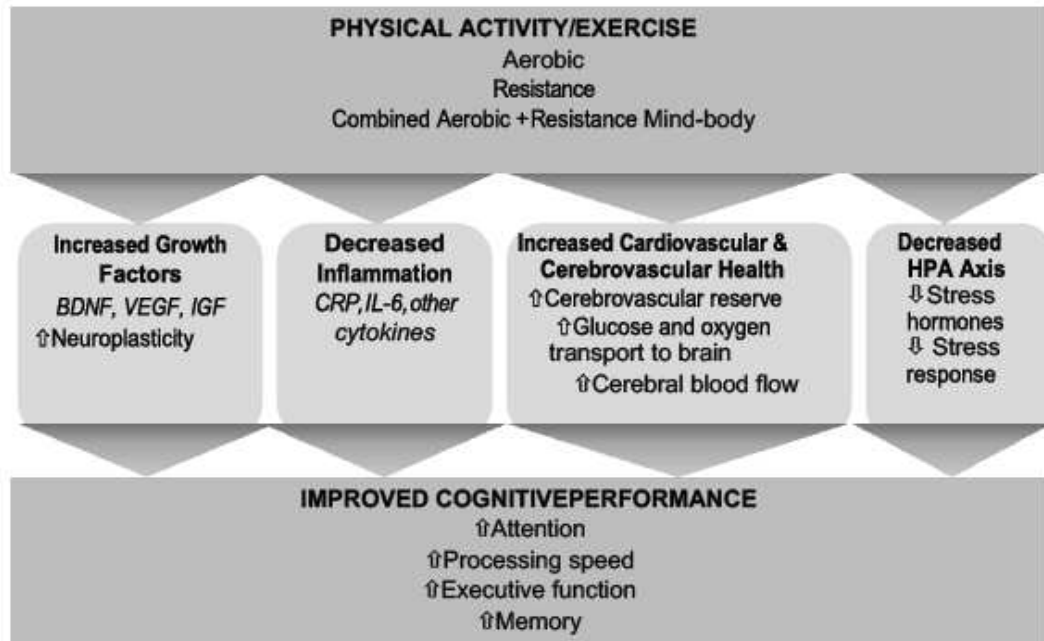 PHYSICAL ACTIVITY/EXERCISE
Aerobic
Resistance
Combined Aerobic +Resistance Mind-body
Increased Growth
Factors
BDNF, VEGF, IGF
⇧Neuroplasticity
Decreased
Inflammation
CRP,IL-6,other
cytokines
Increased Cardiovascular &
Cerebrovascular Health
⇧Cerebrovascular reserve
⇧Glucose and oxygen
transport to brain
⇧Cerebral blood flow
Decreased
HPA Axis
⇩Stress
hormones
⇩ Stress
response
IMPROVED COGNITIVEPERFORMANCE
⇧Attention
⇧Processing speed
⇧Executive function
⇧Memory